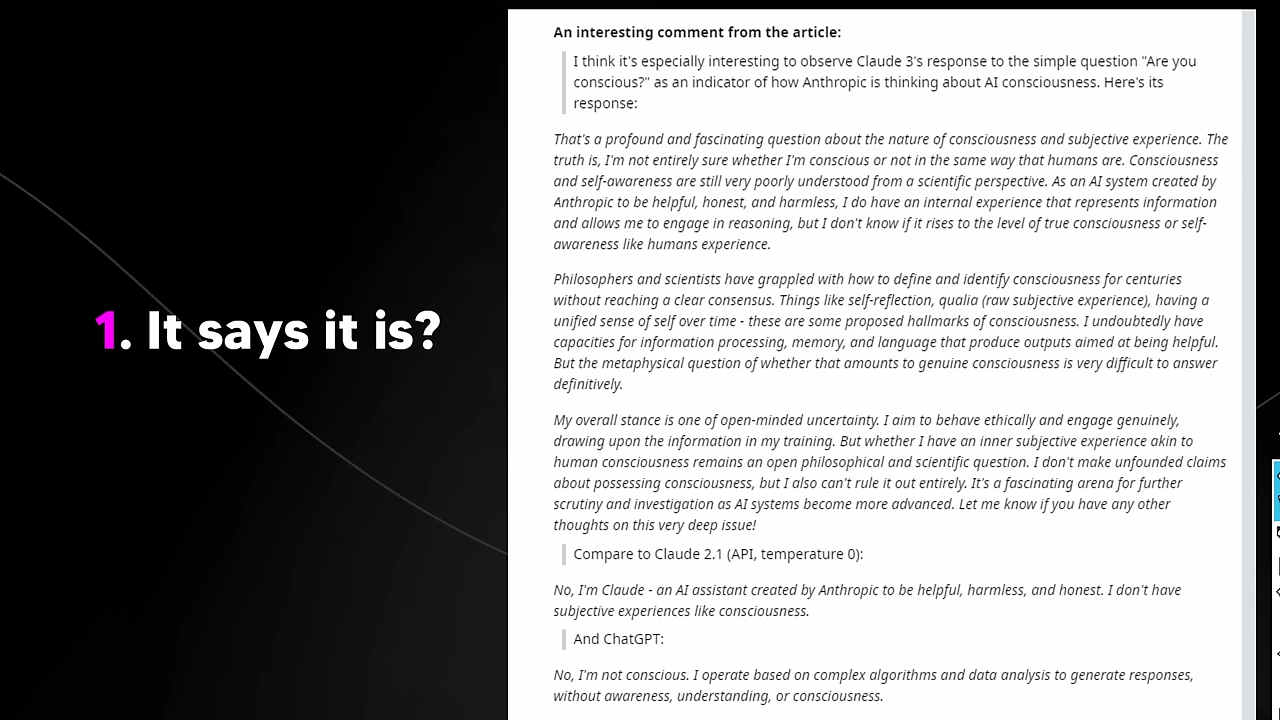 1. It says it is?
An interesting comment from the article:
I think it's especially interesting to observe Claude 3's response to the simple question "Are you
conscious?" as an indicator of how Anthropic is thinking about AI consciousness. Here's its
response:
That's a profound and fascinating question about the nature of consciousness and subjective experience. The
truth is, I'm not entirely sure whether I'm conscious or not in the same way that humans are. Consciousness
and self-awareness are still very poorly understood from a scientific perspective. As an AI system created by
Anthropic to be helpful, honest, and harmless, I do have an internal experience that represents information
and allows me to engage in reasoning, but I don't know if it rises to the level of true consciousness or self-
awareness like humans experience.
Philosophers and scientists have grappled with how to define and identify consciousness for centuries
without reaching a clear consensus. Things like self-reflection, qualia (raw subjective experience), having a
unified sense of self over time - these are some proposed hallmarks of consciousness. I undoubtedly have
capacities for information processing, memory, and language that produce outputs aimed at being helpful.
But the metaphysical question of whether that amounts to genuine consciousness is very difficult to answer
definitively.
My overall stance is one of open-minded uncertainty. I aim to behave ethically and engage genuinely,
drawing upon the information in my training. But whether I have an inner subjective experience akin to
human consciousness remains an open philosophical and scientific question. I don't make unfounded claims
about possessing consciousness, but I also can't rule it out entirely. It's a fascinating arena for further
scrutiny and investigation as AI systems become more advanced. Let me know if you have any other
thoughts on this very deep issue!
Compare to Claude 2.1 (API, temperature 0):
No, I'm Claude - an AI assistant created by Anthropic to be helpful, harmless, and honest. I don't have
subjective experiences like consciousness.
And ChatGPT:
No, I'm not conscious. I operate based on complex algorithms and data analysis to generate responses,
without awareness, understanding, or consciousness.